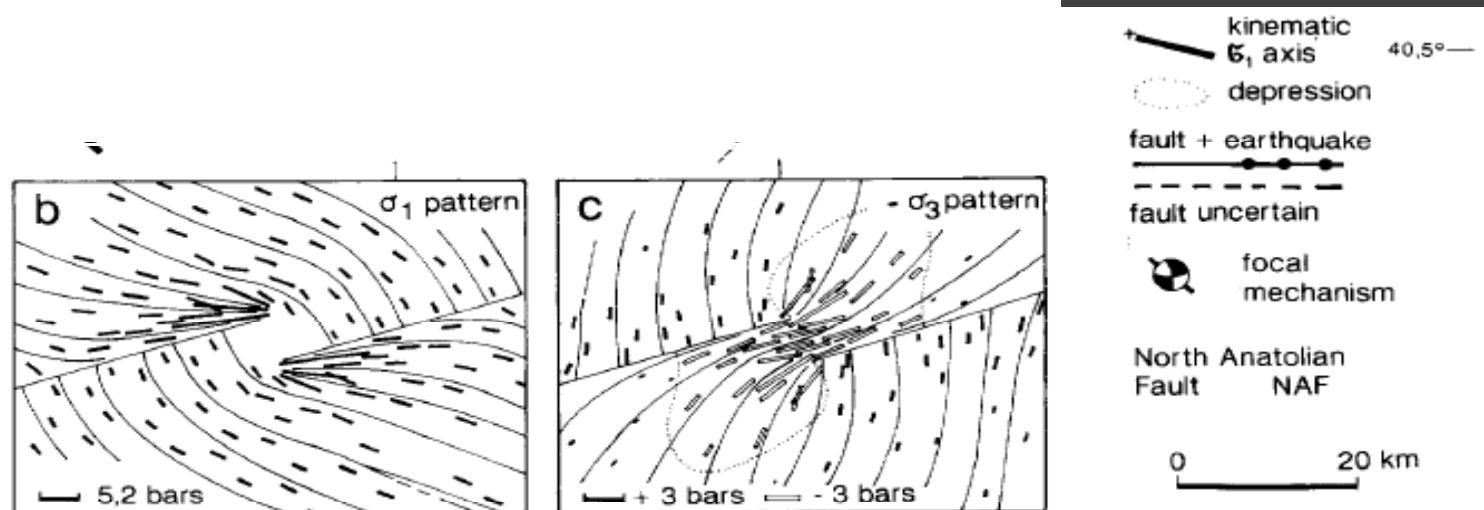 b
σ₁ pattern
5,2 bars
c
- σ₃ pattern
+ 3 bars
- 3 bars
kinematic
σ₁ axis
40,5°
depression
fault + earthquake
fault uncertain
focal
mechanism
North Anatolian
Fault NAF
0 20 km